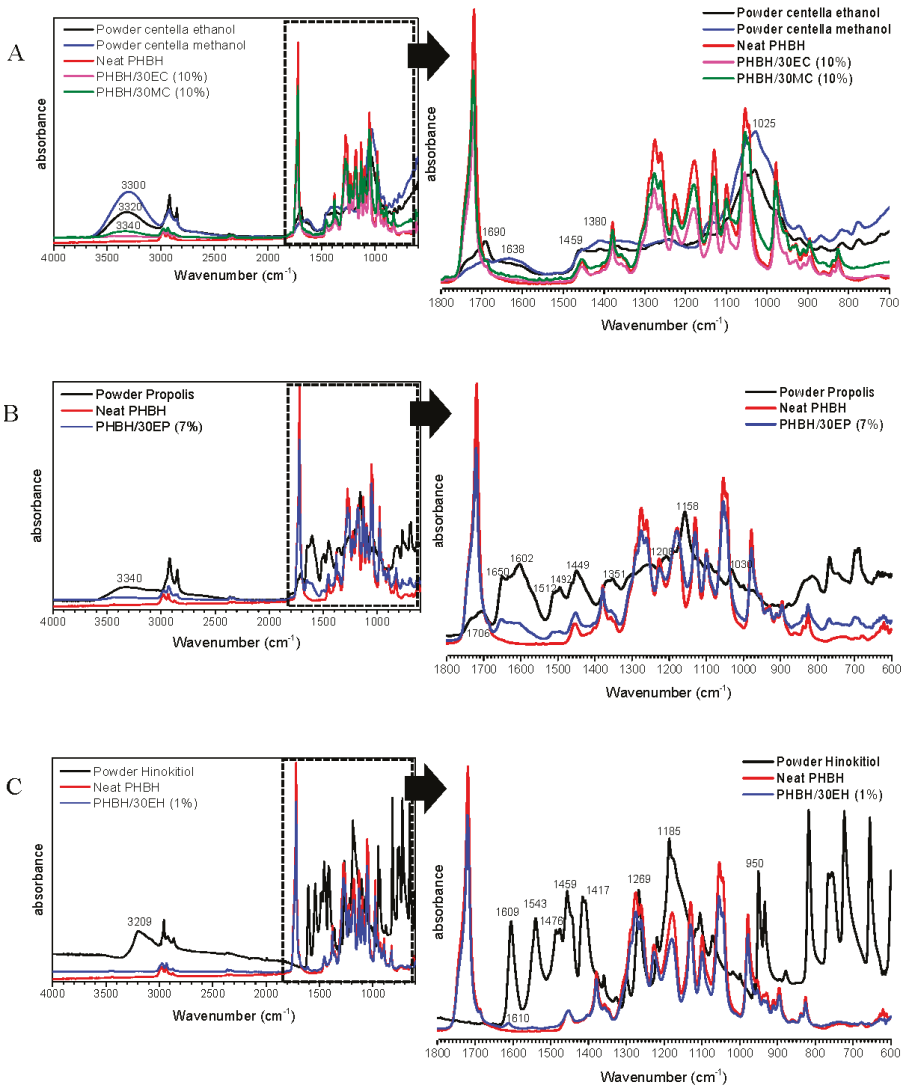 A
Powder centella ethanol
Powder centella methanol
Neat PHBH
PHBH/30EC (10%)
PHBH/30MC (10%)
3300
3320
3340
absorbance
4000 3500 3000 2500 2000 1500 1000
Wavenumber (cm-1)
Powder centella ethanol
Powder centella methanol
Neat PHBH
PHBH/30EC (10%)
PHBH/30MC (10%)
1690
1638
1459
1380
1025
absorbance
1800 1700 1600 1500 1400 1300 1200 1100 1000 900 800 700
Wavenumber (cm-1)
B
Powder Propolis
Neat PHBH
PHBH/30EP (7%)
3340
absorbance
4000 3500 3000 2500 2000 1500 1000
Wavenumber (cm-1)
Powder Propolis
Neat PHBH
PHBH/30EP (7%)
1706
1650
1602
1512
1492
1449
1351
1208
1158
1030
absorbance
1800 1700 1600 1500 1400 1300 1200 1100 1000 900 800 700 600
Wavenumber (cm-1)
C
Powder Hinokitiol
Neat PHBH
PHBH/30EH (1%)
3209
absorbance
4000 3500 3000 2500 2000 1500 1000
Wavenumber (cm-1)
Powder Hinokitiol
Neat PHBH
PHBH/30EH (1%)
1609
1610
1543
1476
1459
1417
1269
1185
950
absorbance
1800 1700 1600 1500 1400 1300 1200 1100 1000 900 800 700 600
Wavenumber (cm-1)